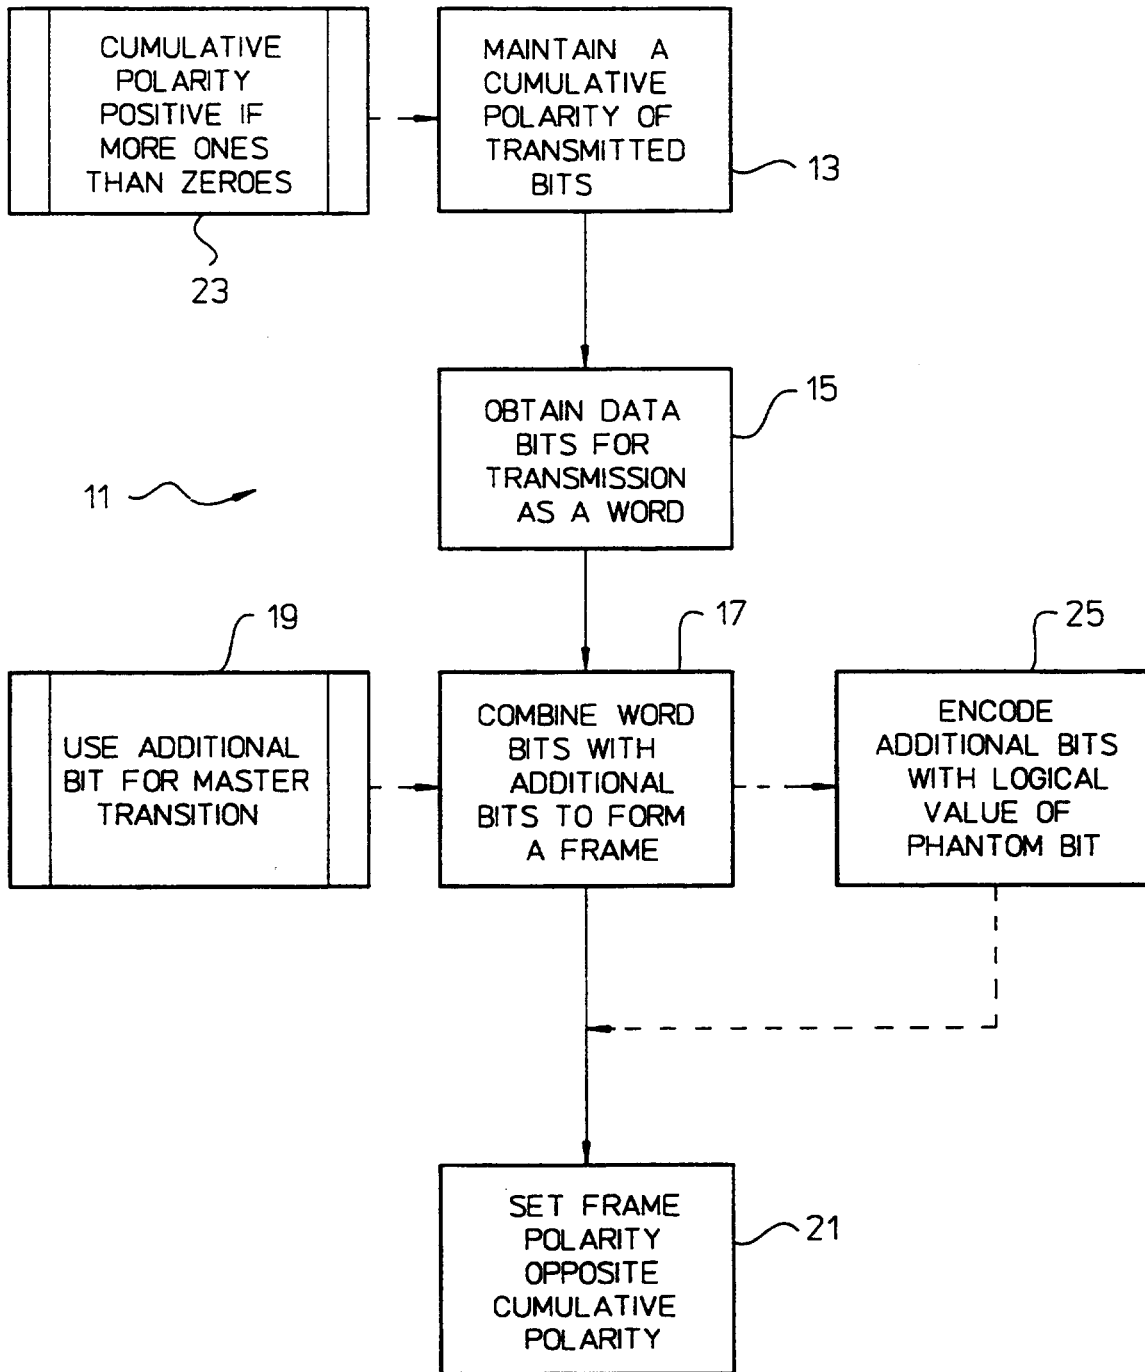 CUMULATIVE
POLARITY
POSITIVE IF
MORE ONES
THAN ZEROES
23
MAINTAIN A
CUMULATIVE
POLARITY OF
TRANSMITTED
BITS
13
OBTAIN DATA
BITS FOR
TRANSMISSION
AS A WORD
15
11
USE ADDITIONAL
BIT FOR MASTER
TRANSITION
19
COMBINE WORD
BITS WITH
ADDITIONAL
BITS TO FORM
A FRAME
17
ENCODE
ADDITIONAL BITS
WITH LOGICAL
VALUE OF
PHANTOM BIT
25
SET FRAME
POLARITY
OPPOSITE
CUMULATIVE
POLARITY
21